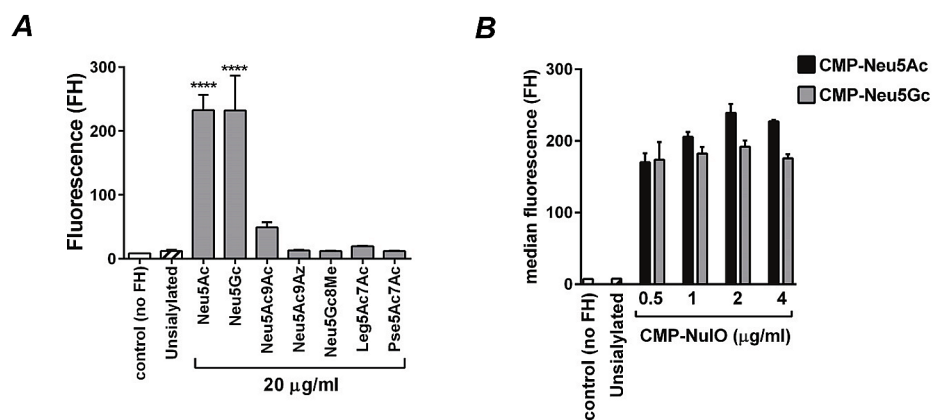 A
Fluorescence (FH)
300
200
100
0
****
****
control (no FH)
Unsialylated
Neu5Ac
Neu5Gc
Neu5Ac9Ac
Neu5Ac9Az
Neu5Gc8Me
Leg5Ac7Ac
Pse5Ac7Ac
20 μg/ml
B
median fluorescence (FH)
300
200
100
0
CMP-Neu5Ac
CMP-Neu5Gc
control (no FH)
Unsialylated
0.5 1 2 4
CMP-NulO (μg/ml)